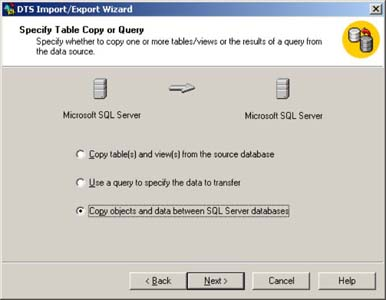 DTS Import/Export Wizard
Specify Table Copy or Query
Specify whether to copy one or more tables/views or the results of a query from
the data source.
Microsoft SQL Server
Microsoft SQL Server
Copy table(s) and view(s) from the source database
Use a query to specify the data to transfer
Copy objects and data between SQL Server databases
< Back
Next >
Cancel
Help